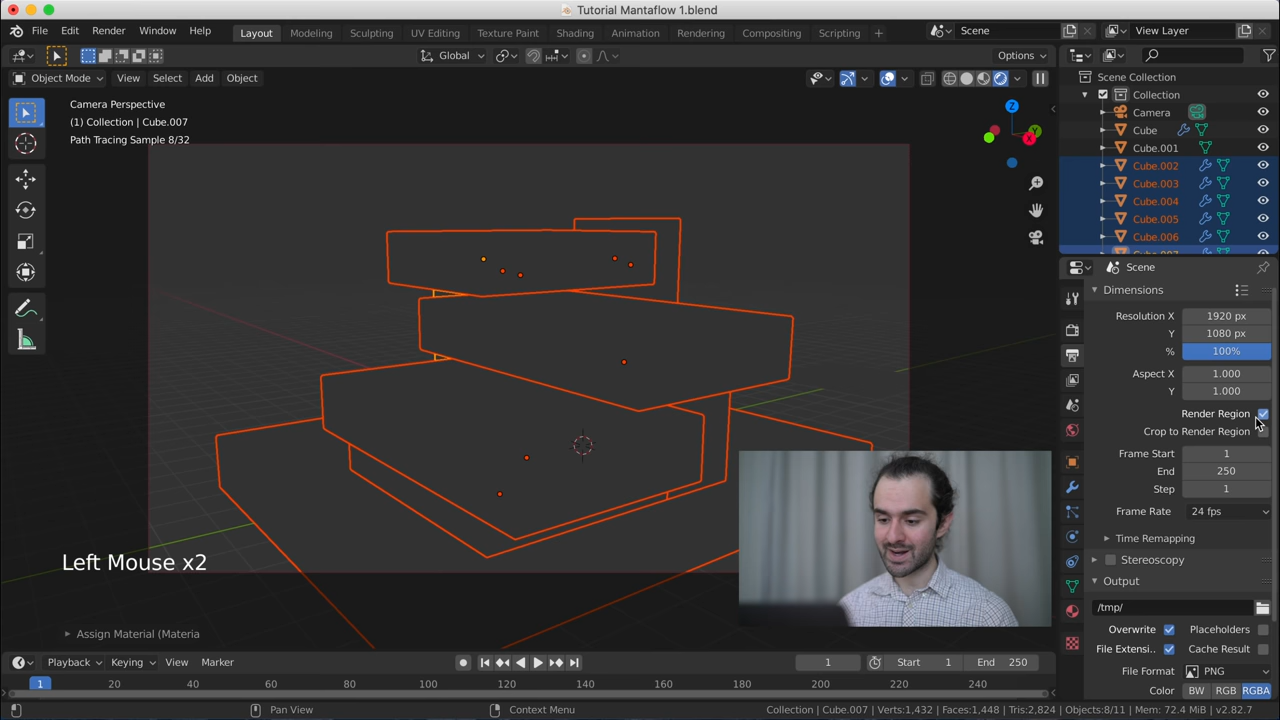 Tutorial Mantaflow 1.blend
File Edit Render Window Help Layout Modeling Sculpting UV Editing Texture Paint Shading Animation Rendering Compositing Scripting + Scene View Layer
Global Options
Object Mode View Select Add Object
Camera Perspective
(1) Collection | Cube.007
Path Tracing Sample 8/32
Z
Y
X
Left Mouse x2
Assign Material (Materia
Scene Collection
Collection
Camera
Cube
Cube.001
Cube.002
Cube.003
Cube.004
Cube.005
Cube.006
Cube.007
Scene
Dimensions
Resolution X 1920 px
Y 1080 px
% 100%
Aspect X 1.000
Y 1.000
Render Region
Crop to Render Region
Frame Start 1
End 250
Step 1
Frame Rate 24 fps
Time Remapping
Stereoscopy
Output
/tmp/
Overwrite Placeholders
File Extensi.. Cache Result
File Format PNG
Color BW RGB RGBA
Playback Keying View Marker 1 Start 1 End 250
1 20 40 60 80 100 120 140 160 180 200 220 240
Pan View Context Menu Collection | Cube.007 | Verts:1,432 | Faces:1,448 | Tris:2,824 | Objects:8/11 | Mem: 72.4 MiB | v2.82.7